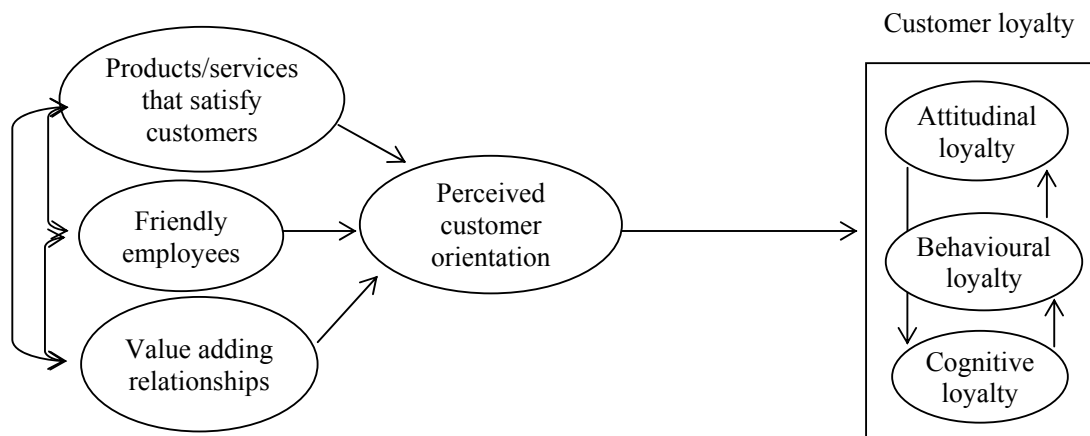 Customer loyalty
Products/services
that satisfy
customers
Friendly
employees
Value adding
relationships
Perceived
customer
orientation
Attitudinal
loyalty
Behavioural
loyalty
Cognitive
loyalty